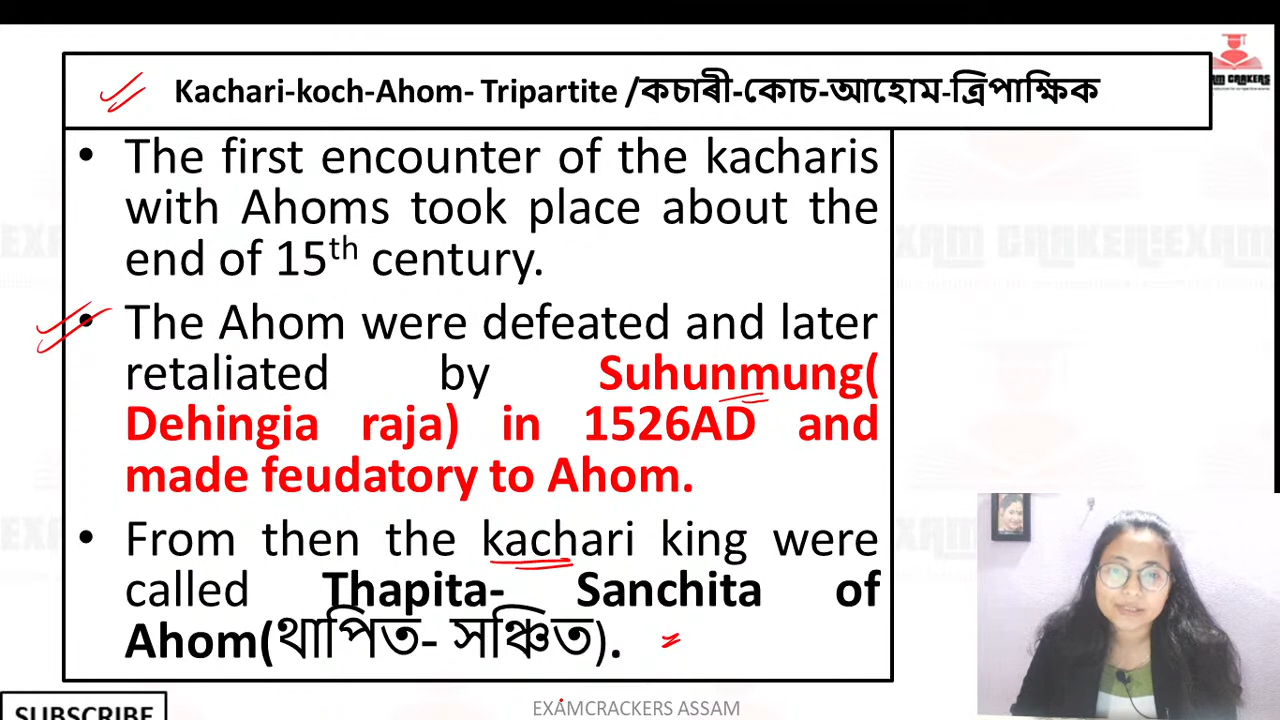 Kachari-koch-Ahom- Tripartite /কচাৰী-কোচ-আহোম-ত্ৰিপাক্ষিক
• The first encounter of the kacharis
with Ahoms took place about the
end of 15th century.
• The Ahom were defeated and later
retaliated by Suhunmung(
Dehingia raja) in 1526AD and
made feudatory to Ahom.
• From then the kachari king were
called Thapita- Sanchita of
Ahom(থাপিত- সঞ্চিত).
SUBSCRIBE
EXAMCRACKERS ASSAM